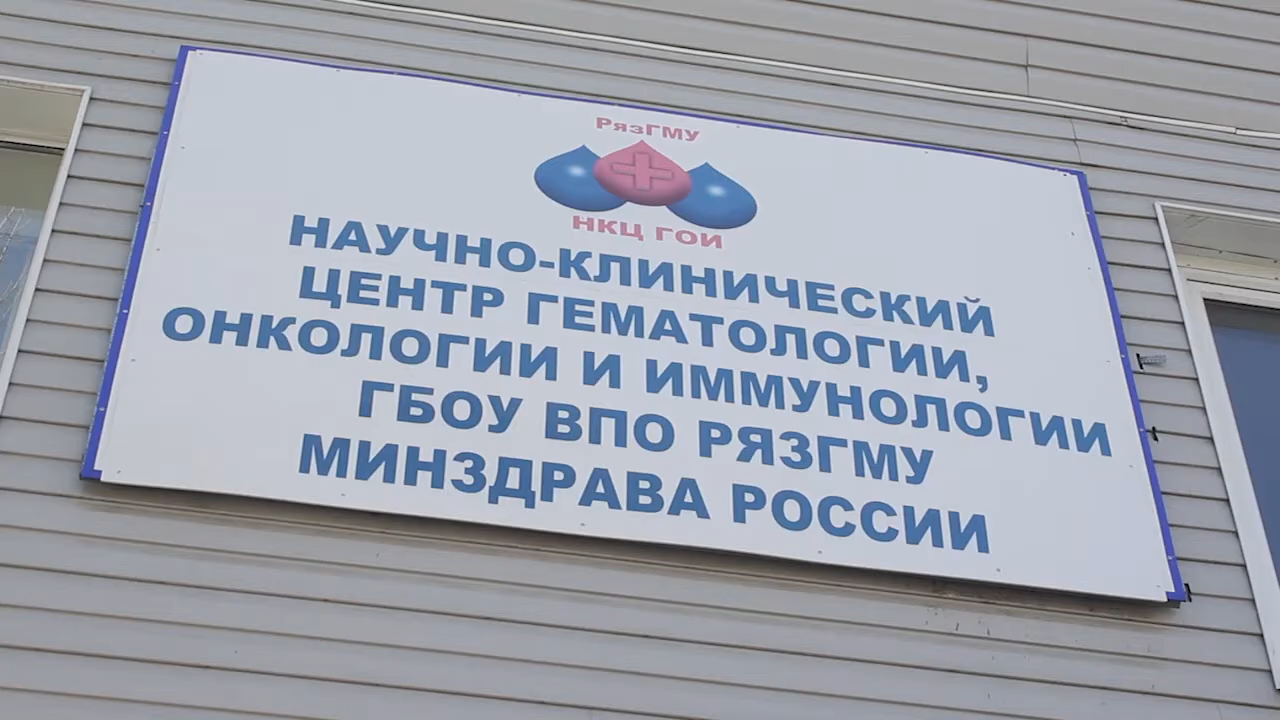 РязГМУ
НКЦ ГОИ
НАУЧНО-КЛИНИЧЕСКИЙ
ЦЕНТР ГЕМАТОЛОГИИ,
ОНКОЛОГИИ И ИММУНОЛОГИИ
ГБОУ ВПО РЯЗГМУ
МИНЗДРАВА РОССИИ